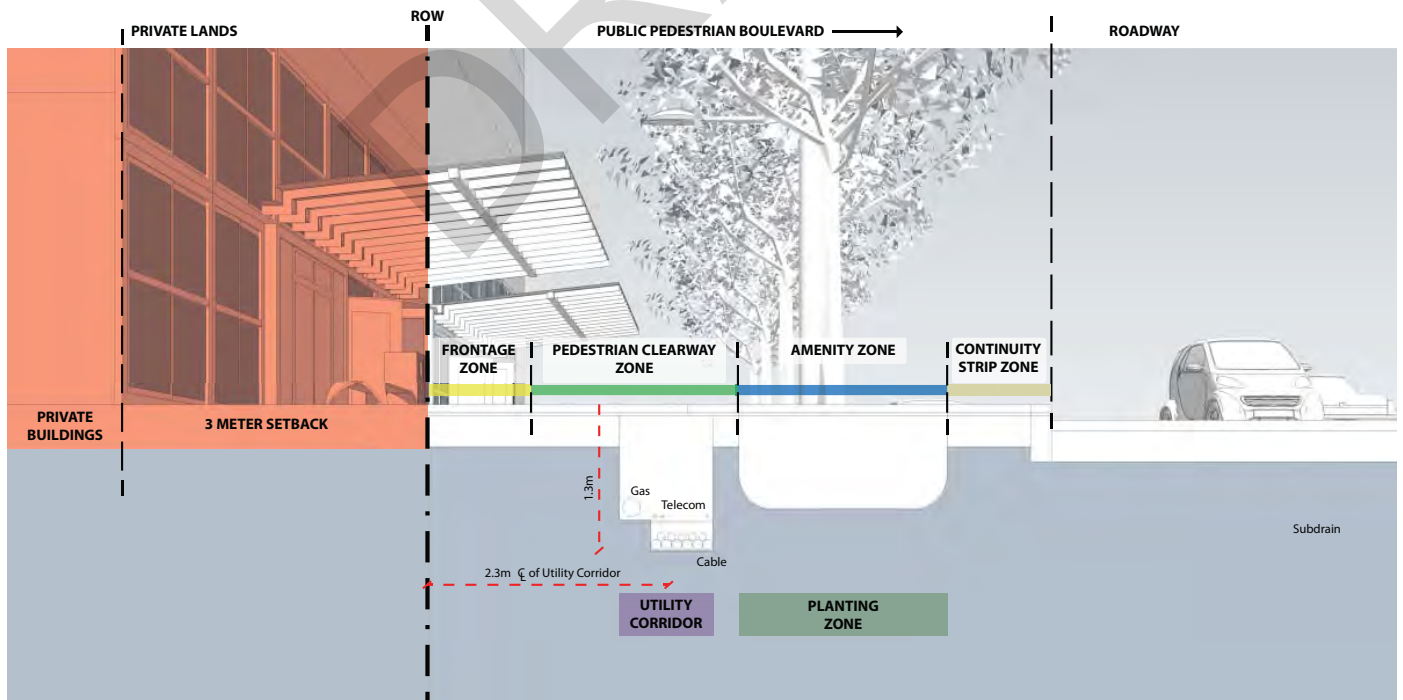 ROW
PRIVATE LANDS
PUBLIC PEDESTRIAN BOULEVARD
ROADWAY
FRONTAGE
ZONE
PEDESTRIAN CLEARWAY
ZONE
AMENITY ZONE
CONTINUITY
STRIP ZONE
PRIVATE
BUILDINGS
3 METER SETBACK
1.3m
Gas
Telecom
Cable
Subdrain
2.3m ℄ of Utility Corridor
UTILITY
CORRIDOR
PLANTING
ZONE